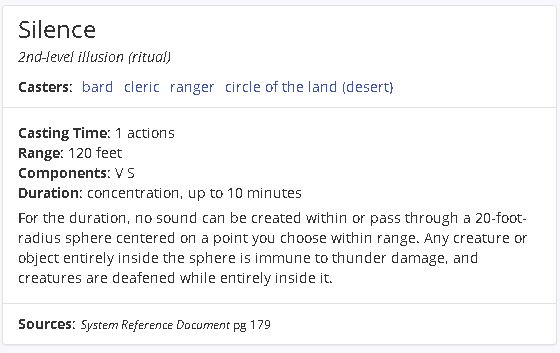 Silence
2nd-level illusion (ritual)
Casters: bard cleric ranger circle of the land (desert)
Casting Time: 1 actions
Range: 120 feet
Components: V S
Duration: concentration, up to 10 minutes
For the duration, no sound can be created within or pass through a 20-foot-
radius sphere centered on a point you choose within range. Any creature or
object entirely inside the sphere is immune to thunder damage, and
creatures are deafened while entirely inside it.
Sources: System Reference Document pg 179